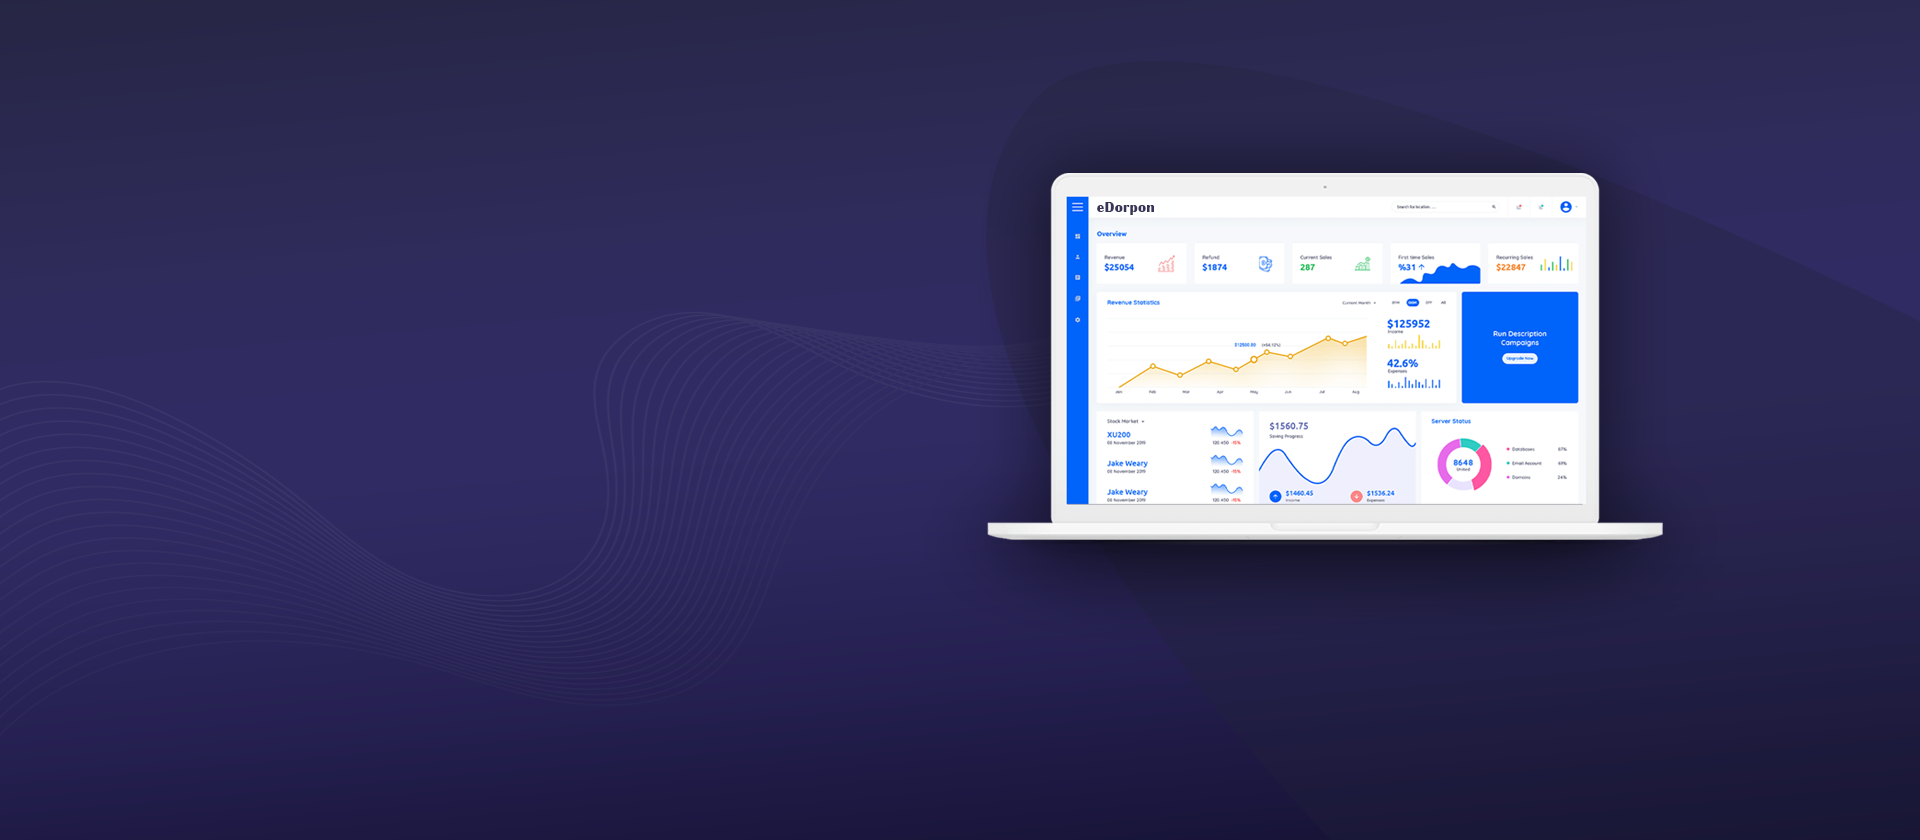 eDorpon
Search for location ....
Overview
Revenue
$25054
Refund
$1874
Current Sales
287
First time Sales
%31
Recurring Sales
$22847
Revenue Statistics
Current Month
$12500.00 (+54.12%)
Jan Feb Mar Apr May Jun Jul Aug
$125952
Income
42.6%
Expenses
Run Description
Campaigns
Upgrade Now
Stock Market
XU200
08 November 2019
120.450 -15%
Jake Weary
08 November 2019
120.450 -15%
Jake Weary
08 November 2019
120.450 -15%
$1560.75
Saving Progress
$1460.45
Income
$1536.24
Expenses
Server Status
8648
United
Databases 87%
Email Account 69%
Domains 24%